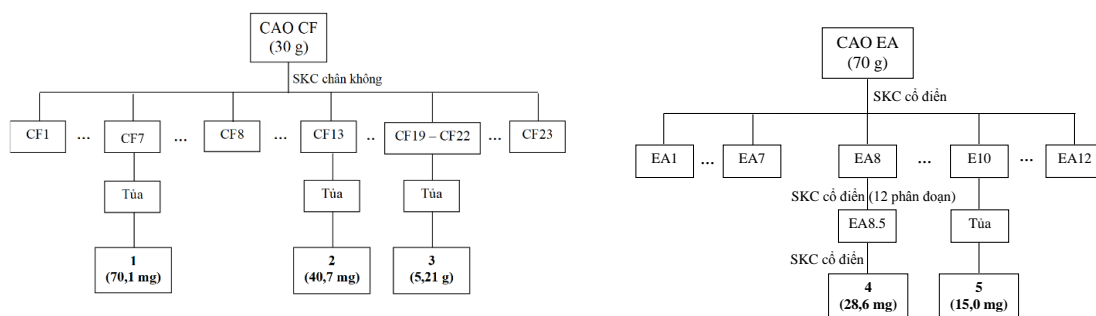 CAO CF
(30 g)
SKC chân không
CF1 ... CF7 ... CF8 ... CF13 .. CF19 – CF22 ... CF23
Tủa Tủa Tủa
1 2 3
(70,1 mg) (40,7 mg) (5,21 g)
CAO EA
(70 g)
SKC cổ điển
EA1 ... EA7 EA8 ... E10 ... EA12
SKC cổ điển (12 phân đoạn)
EA8.5 Tủa
SKC cổ điển
4 5
(28,6 mg) (15,0 mg)